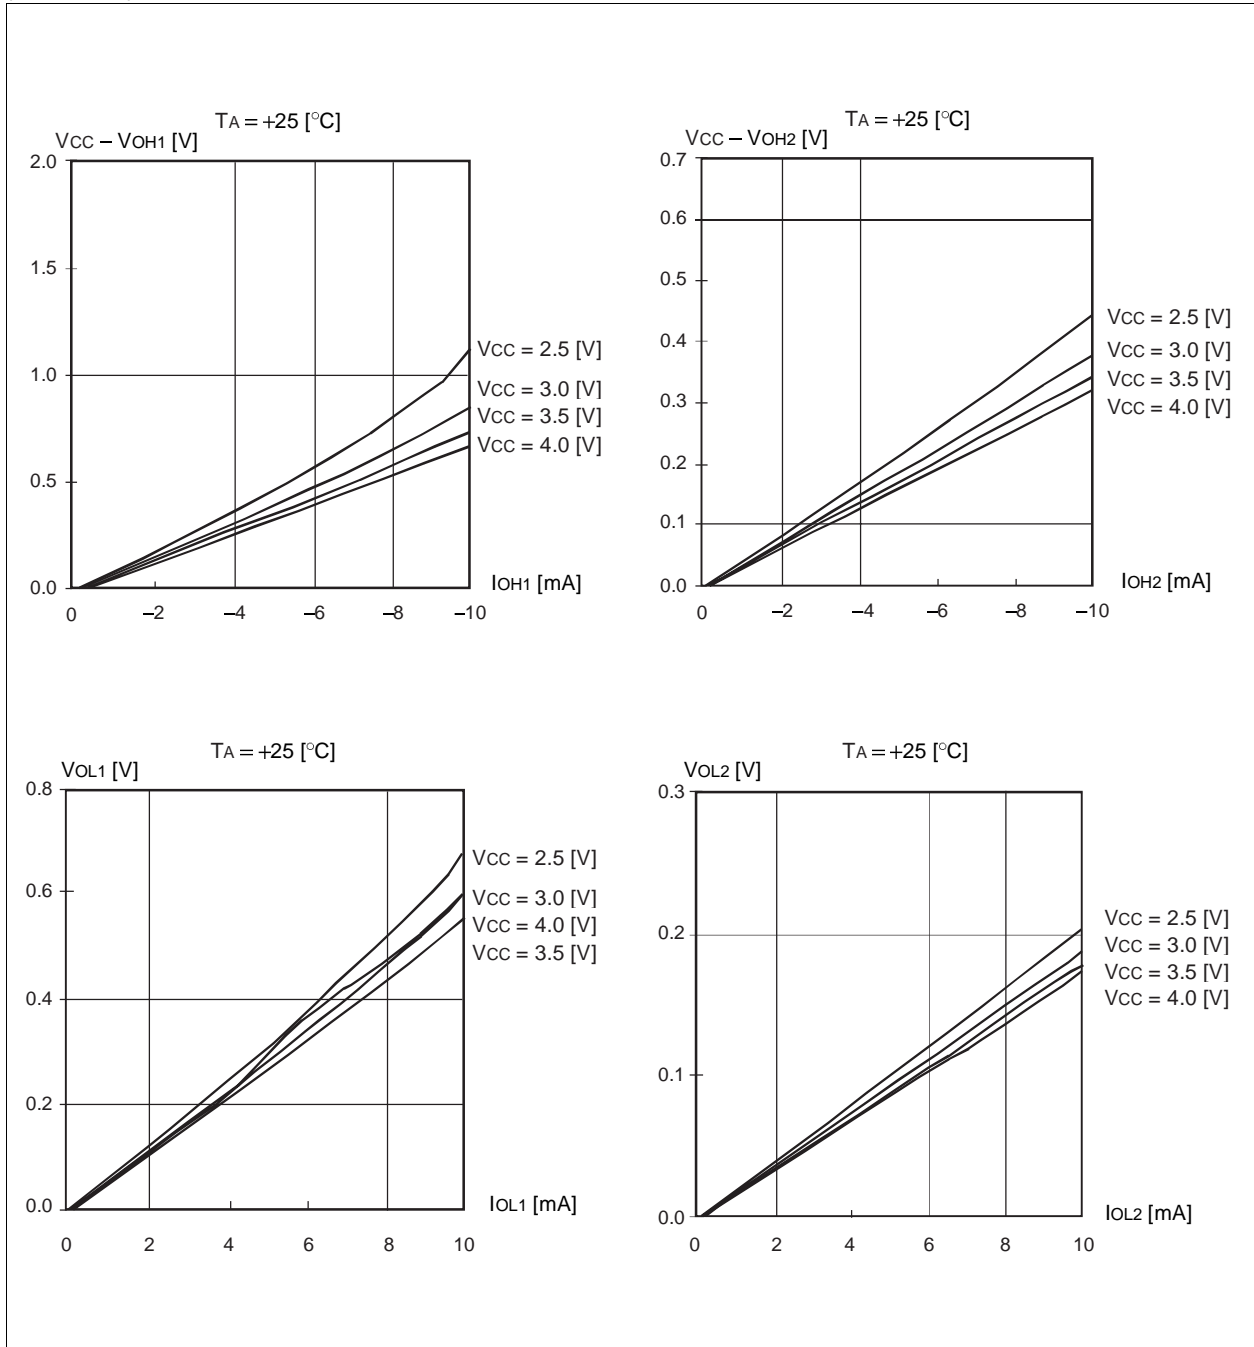 TA = +25 [°C]
VCC – VOH1 [V]
2.0
1.5
1.0
0.5
0.0
0
–2
–4
–6
–8
–10
IOH1 [mA]
VCC = 2.5 [V]
VCC = 3.0 [V]
VCC = 3.5 [V]
VCC = 4.0 [V]
TA = +25 [°C]
VCC – VOH2 [V]
0.7
0.6
0.5
0.4
0.3
0.2
0.1
0.0
0
–2
–4
–6
–8
–10
IOH2 [mA]
VCC = 2.5 [V]
VCC = 3.0 [V]
VCC = 3.5 [V]
VCC = 4.0 [V]
TA = +25 [°C]
VOL1 [V]
0.8
0.6
0.4
0.2
0.0
0
2
4
6
8
10
IOL1 [mA]
VCC = 2.5 [V]
VCC = 3.0 [V]
VCC = 4.0 [V]
VCC = 3.5 [V]
TA = +25 [°C]
VOL2 [V]
0.3
0.2
0.1
0.0
0
2
4
6
8
10
IOL2 [mA]
VCC = 2.5 [V]
VCC = 3.0 [V]
VCC = 3.5 [V]
VCC = 4.0 [V]